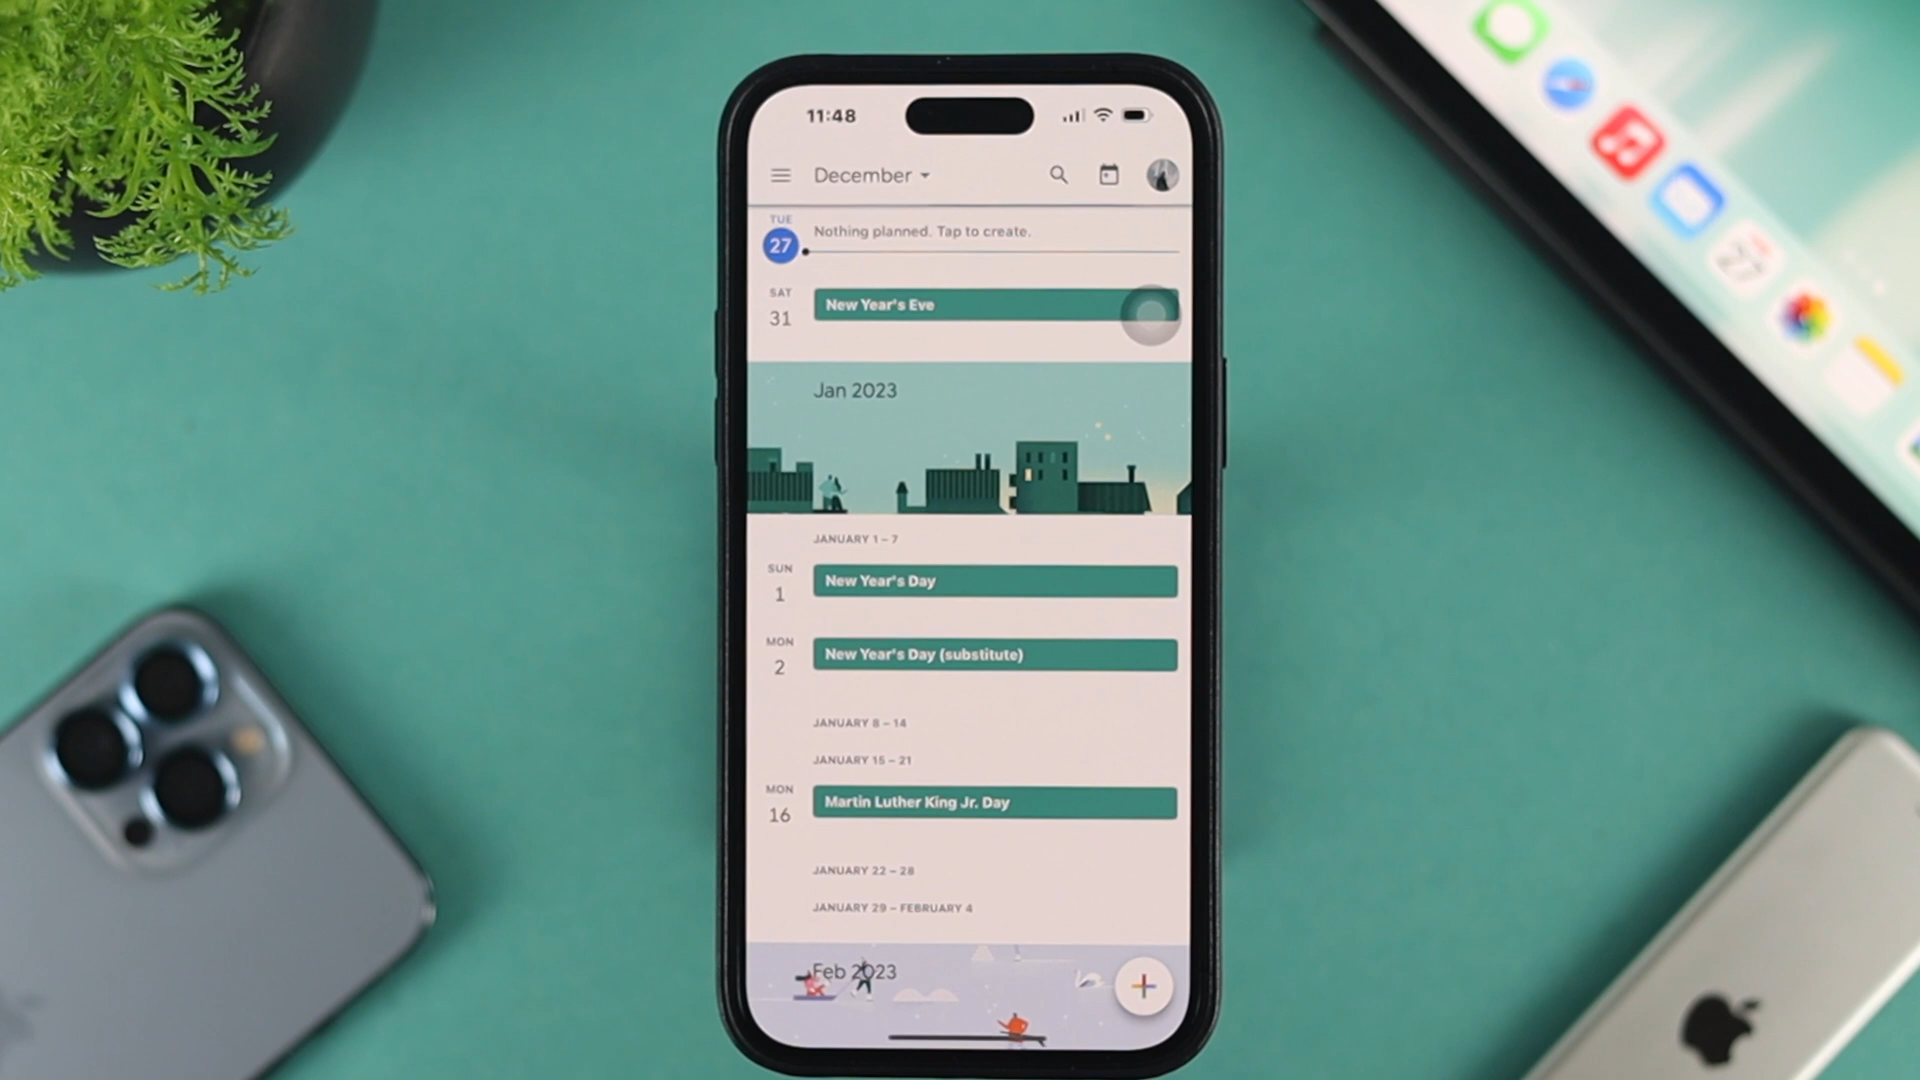 11:48
December
TUE
27
Nothing planned. Tap to create.
SAT
31
New Year's Eve
Jan 2023
JANUARY 1 – 7
SUN
1
New Year's Day
MON
2
New Year's Day (substitute)
JANUARY 8 – 14
JANUARY 15 – 21
MON
16
Martin Luther King Jr. Day
JANUARY 22 – 28
JANUARY 29 – FEBRUARY 4
Feb 2023
27